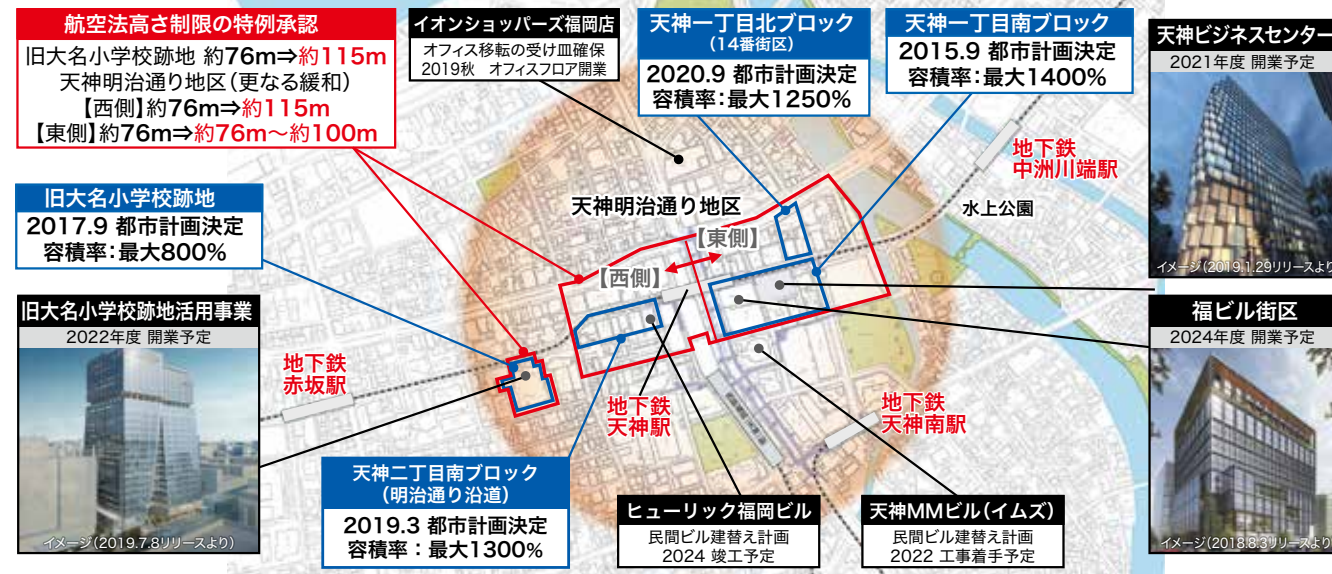 航空法高さ制限の特例承認
旧大名小学校跡地 約76m⇒約115m
天神明治通り地区(更なる緩和)
【西側】約76m⇒約115m
【東側】約76m⇒約76m~約100m
イオンショッパーズ福岡店
オフィス移転の受け皿確保
2019秋 オフィスフロア開業
天神一丁目北ブロック
(14番街区)
2020.9 都市計画決定
容積率:最大1250%
天神一丁目南ブロック
2015.9 都市計画決定
容積率:最大1400%
天神ビジネスセンター
2021年度 開業予定
イメージ(2019.1.29リリースより)
地下鉄
中洲川端駅
水上公園
天神明治通り地区
【東側】
【西側】
旧大名小学校跡地
2017.9 都市計画決定
容積率:最大800%
旧大名小学校跡地活用事業
2022年度 開業予定
イメージ(2019.7.8リリースより)
地下鉄
赤坂駅
地下鉄
天神駅
地下鉄
天神南駅
福ビル街区
2024年度 開業予定
イメージ(2018.8.3リリースより)
天神二丁目南ブロック
(明治通り沿道)
2019.3 都市計画決定
容積率:最大1300%
ヒューリック福岡ビル
民間ビル建替え計画
2024 竣工予定
天神MMビル(イムズ)
民間ビル建替え計画
2022 工事着手予定